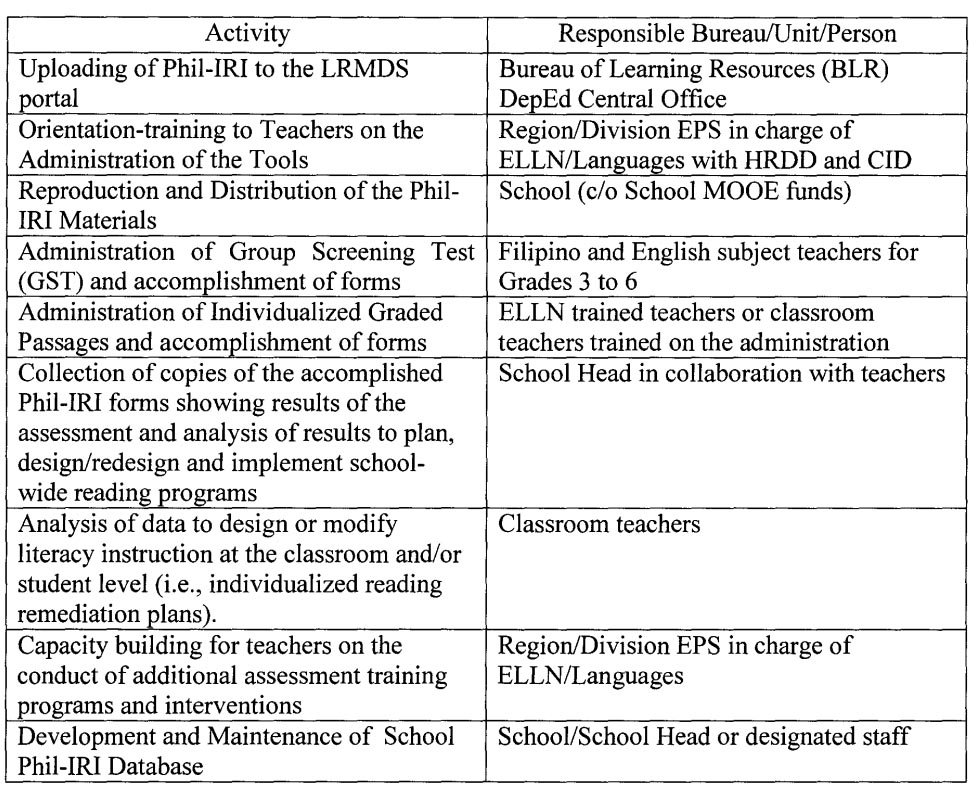 Activity
Responsible Bureau/Unit/Person
Uploading of Phil-IRI to the LRMDS
portal
Bureau of Learning Resources (BLR)
DepEd Central Office
Orientation-training to Teachers on the
Administration of the Tools
Region/Division EPS in charge of
ELLN/Languages with HRDD and CID
Reproduction and Distribution of the Phil-
IRI Materials
School (c/o School MOOE funds)
Administration of Group Screening Test
(GST) and accomplishment of forms
Filipino and English subject teachers for
Grades 3 to 6
Administration of Individualized Graded
Passages and accomplishment of forms
ELLN trained teachers or classroom
teachers trained on the administration
Collection of copies of the accomplished
Phil-IRI forms showing results of the
assessment and analysis of results to plan,
design/redesign and implement school-
wide reading programs
School Head in collaboration with teachers
Analysis of data to design or modify
literacy instruction at the classroom and/or
student level (i.e., individualized reading
remediation plans).
Classroom teachers
Capacity building for teachers on the
conduct of additional assessment training
programs and interventions
Region/Division EPS in charge of
ELLN/Languages
Development and Maintenance of School
Phil-IRI Database
School/School Head or designated staff